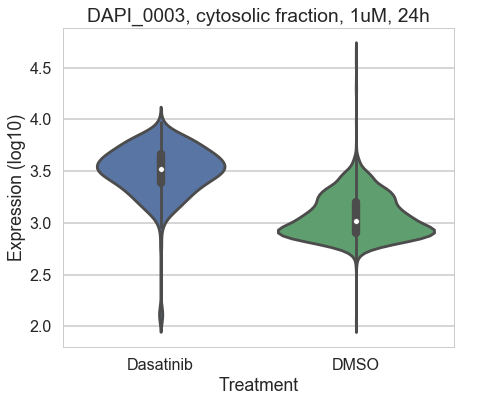 DAPI_0003, cytosolic fraction, 1uM, 24h
Expression (log10)
4.5
4.0
3.5
3.0
2.5
2.0
Dasatinib DMSO
Treatment